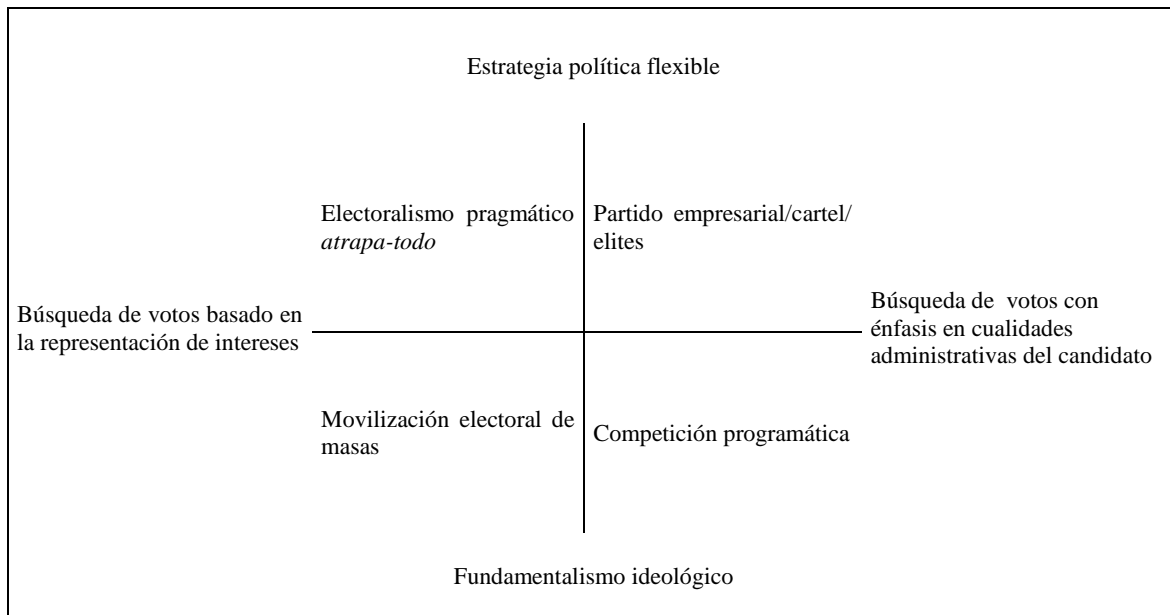 Estrategia política flexible
Electoralismo pragmático
atrapa-todo
Partido empresarial/cartel/
elites
Búsqueda de votos basado en
la representación de intereses
Búsqueda de votos con
énfasis en cualidades
administrativas del candidato
Movilización electoral de
masas
Competición programática
Fundamentalismo ideológico